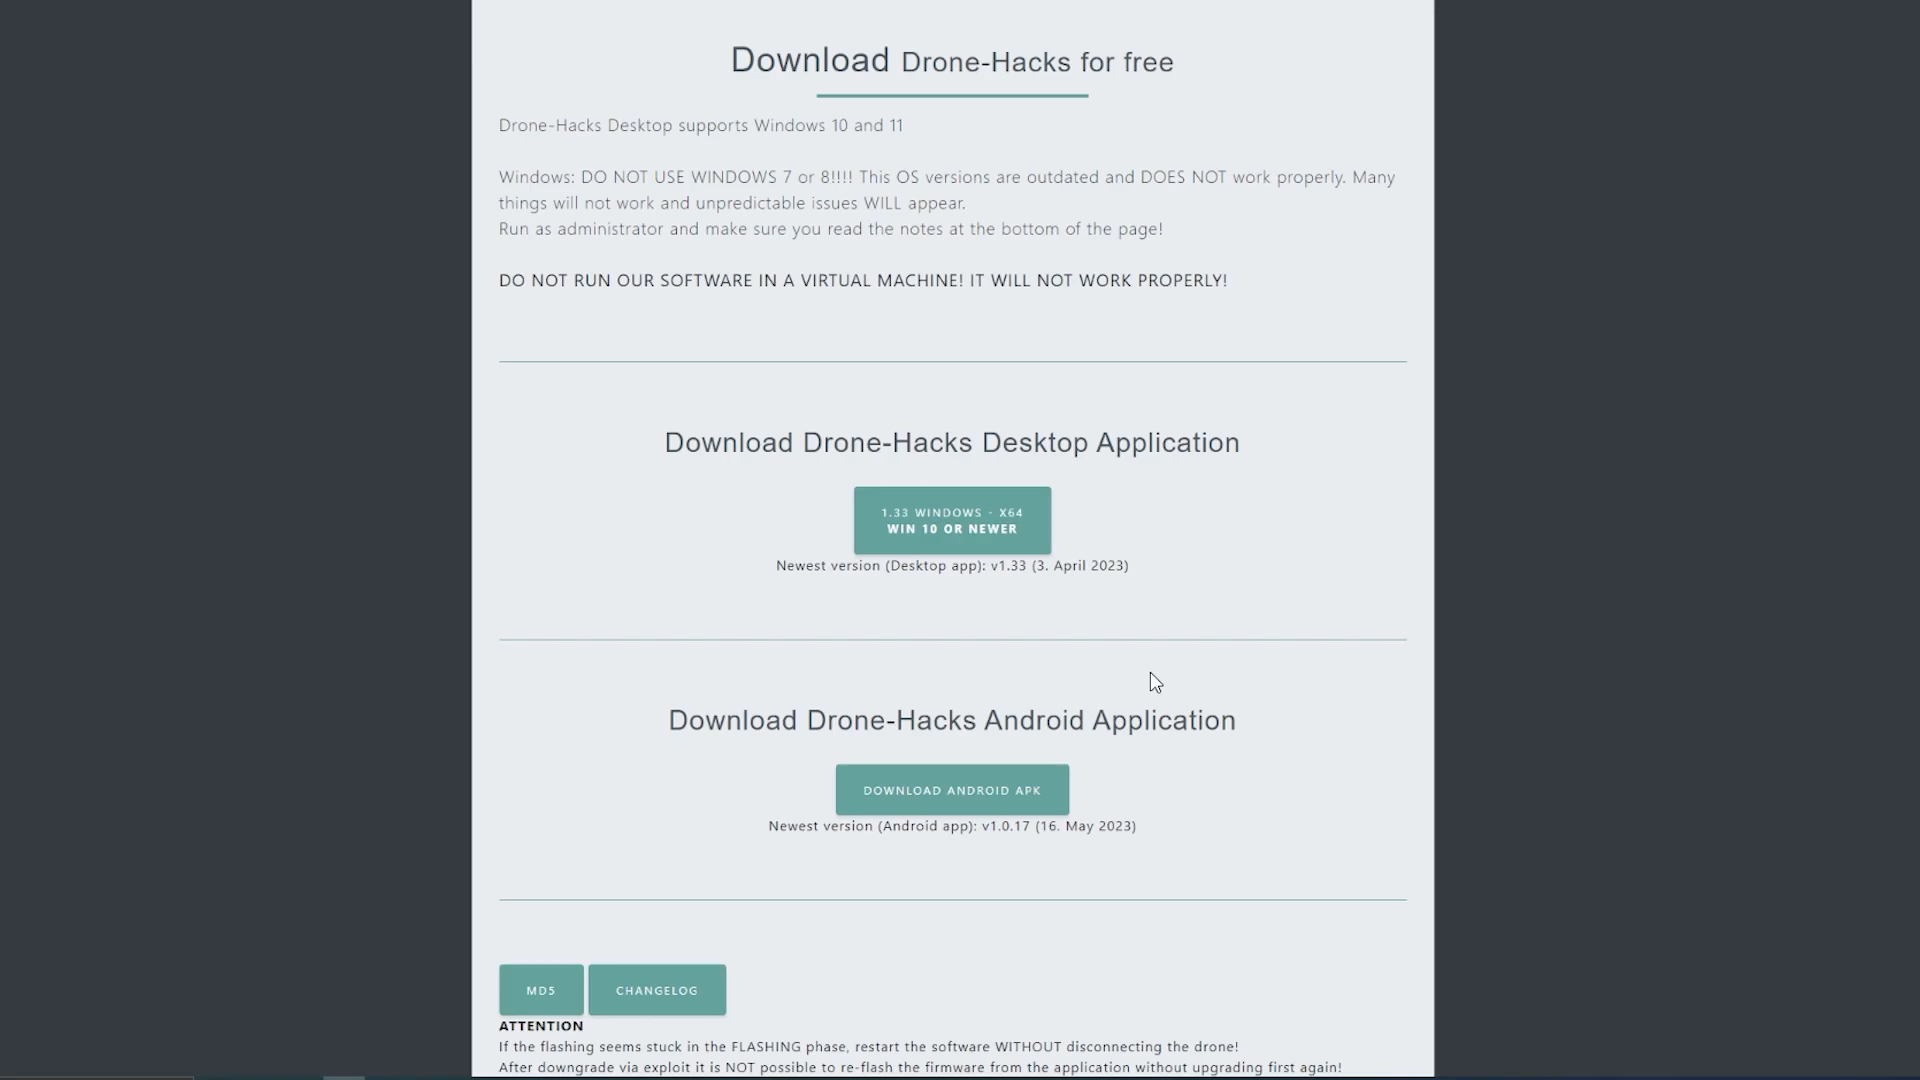 Download Drone-Hacks for free
Drone-Hacks Desktop supports Windows 10 and 11
Windows: DO NOT USE WINDOWS 7 or 8!!!! This OS versions are outdated and DOES NOT work properly. Many
things will not work and unpredictable issues WILL appear.
Run as administrator and make sure you read the notes at the bottom of the page!
DO NOT RUN OUR SOFTWARE IN A VIRTUAL MACHINE! IT WILL NOT WORK PROPERLY!
Download Drone-Hacks Desktop Application
1.33 WINDOWS - X64
WIN 10 OR NEWER
Newest version (Desktop app): v1.33 (3. April 2023)
Download Drone-Hacks Android Application
DOWNLOAD ANDROID APK
Newest version (Android app): v1.0.17 (16. May 2023)
MD5 CHANGELOG
ATTENTION
If the flashing seems stuck in the FLASHING phase, restart the software WITHOUT disconnecting the drone!
After downgrade via exploit it is NOT possible to re-flash the firmware from the application without upgrading first again!